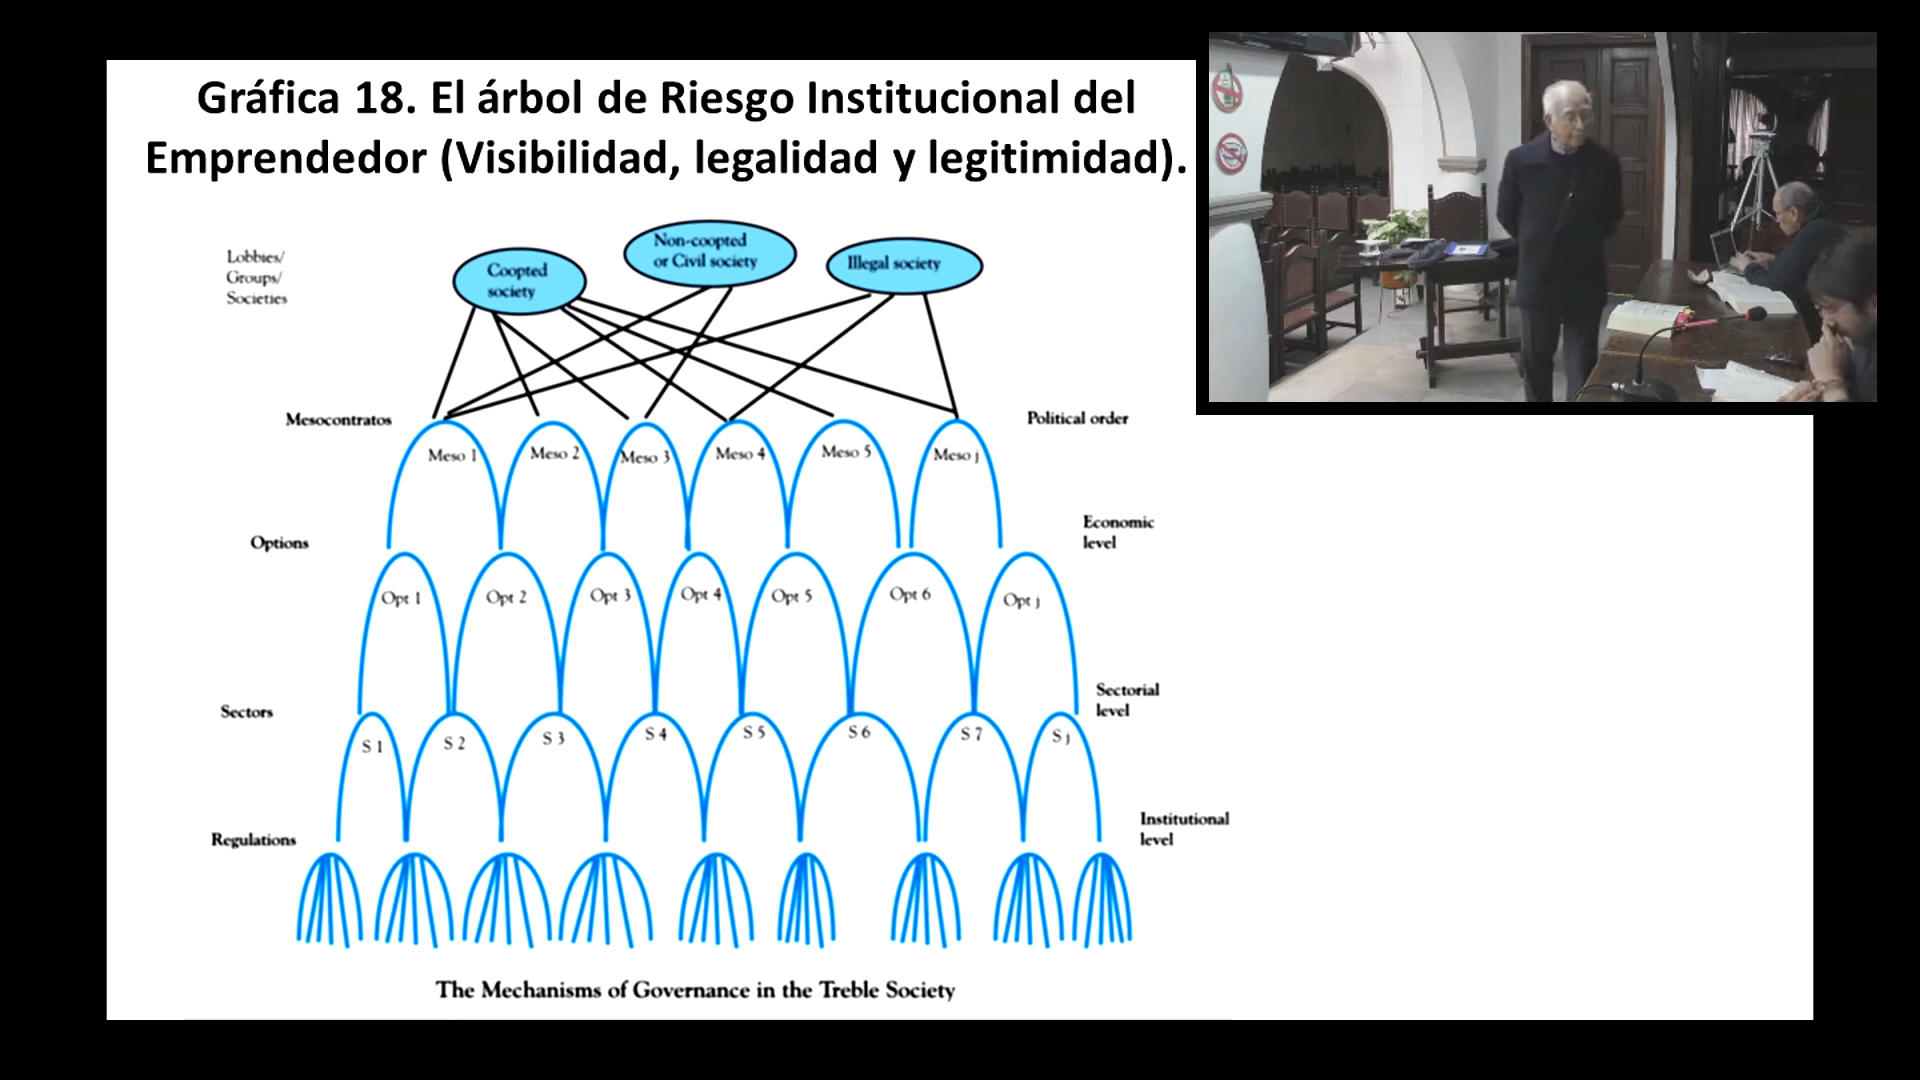 Gráfica 18. El árbol de Riesgo Institucional del
Emprendedor (Visibilidad, legalidad y legitimidad).
Lobbies/
Groups/
Societies
Coopted
society
Non-coopted
or Civil society
Illegal society
Mesocontratos
Political order
Meso 1
Meso 2
Meso 3
Meso 4
Meso 5
Meso j
Options
Economic
level
Opt 1
Opt 2
Opt 3
Opt 4
Opt 5
Opt 6
Opt j
Sectors
Sectorial
level
S 1
S 2
S 3
S 4
S 5
S 6
S 7
S j
Regulations
Institutional
level
The Mechanisms of Governance in the Treble Society